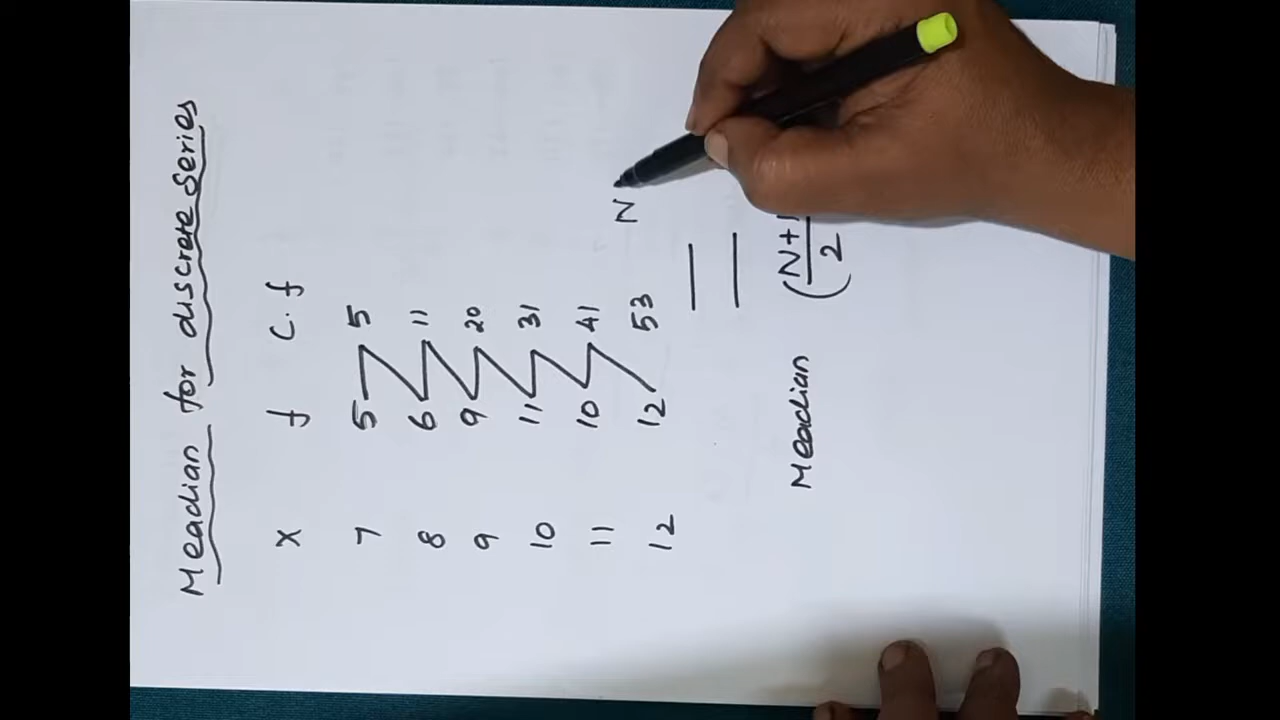 Meadian for discrete series
x f C.f
7 5 5
8 6 11
9 9 20
10 11 31
11 10 41
12 12 53 N
Meadian (N+1
2